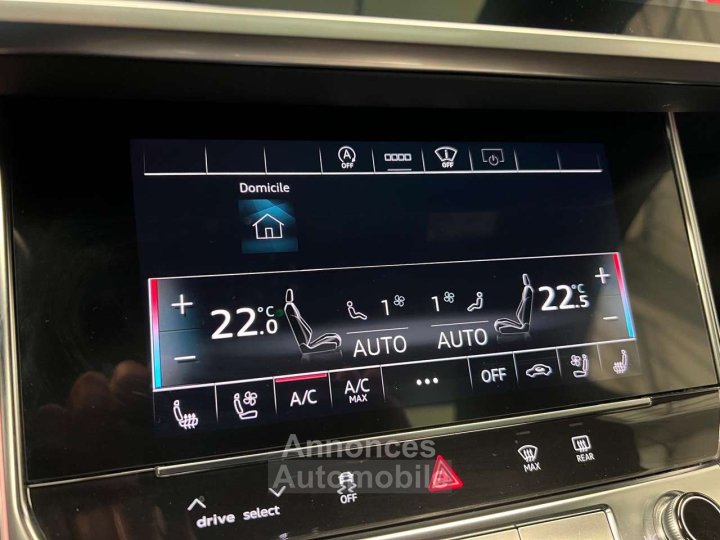 A
OFF
Domicile
+ 22.0 °C 1 1 22.5 °C +
− AUTO AUTO −
A/C A/C MAX ••• OFF
MAX REAR
Annonces
Automobile
OFF
drive select